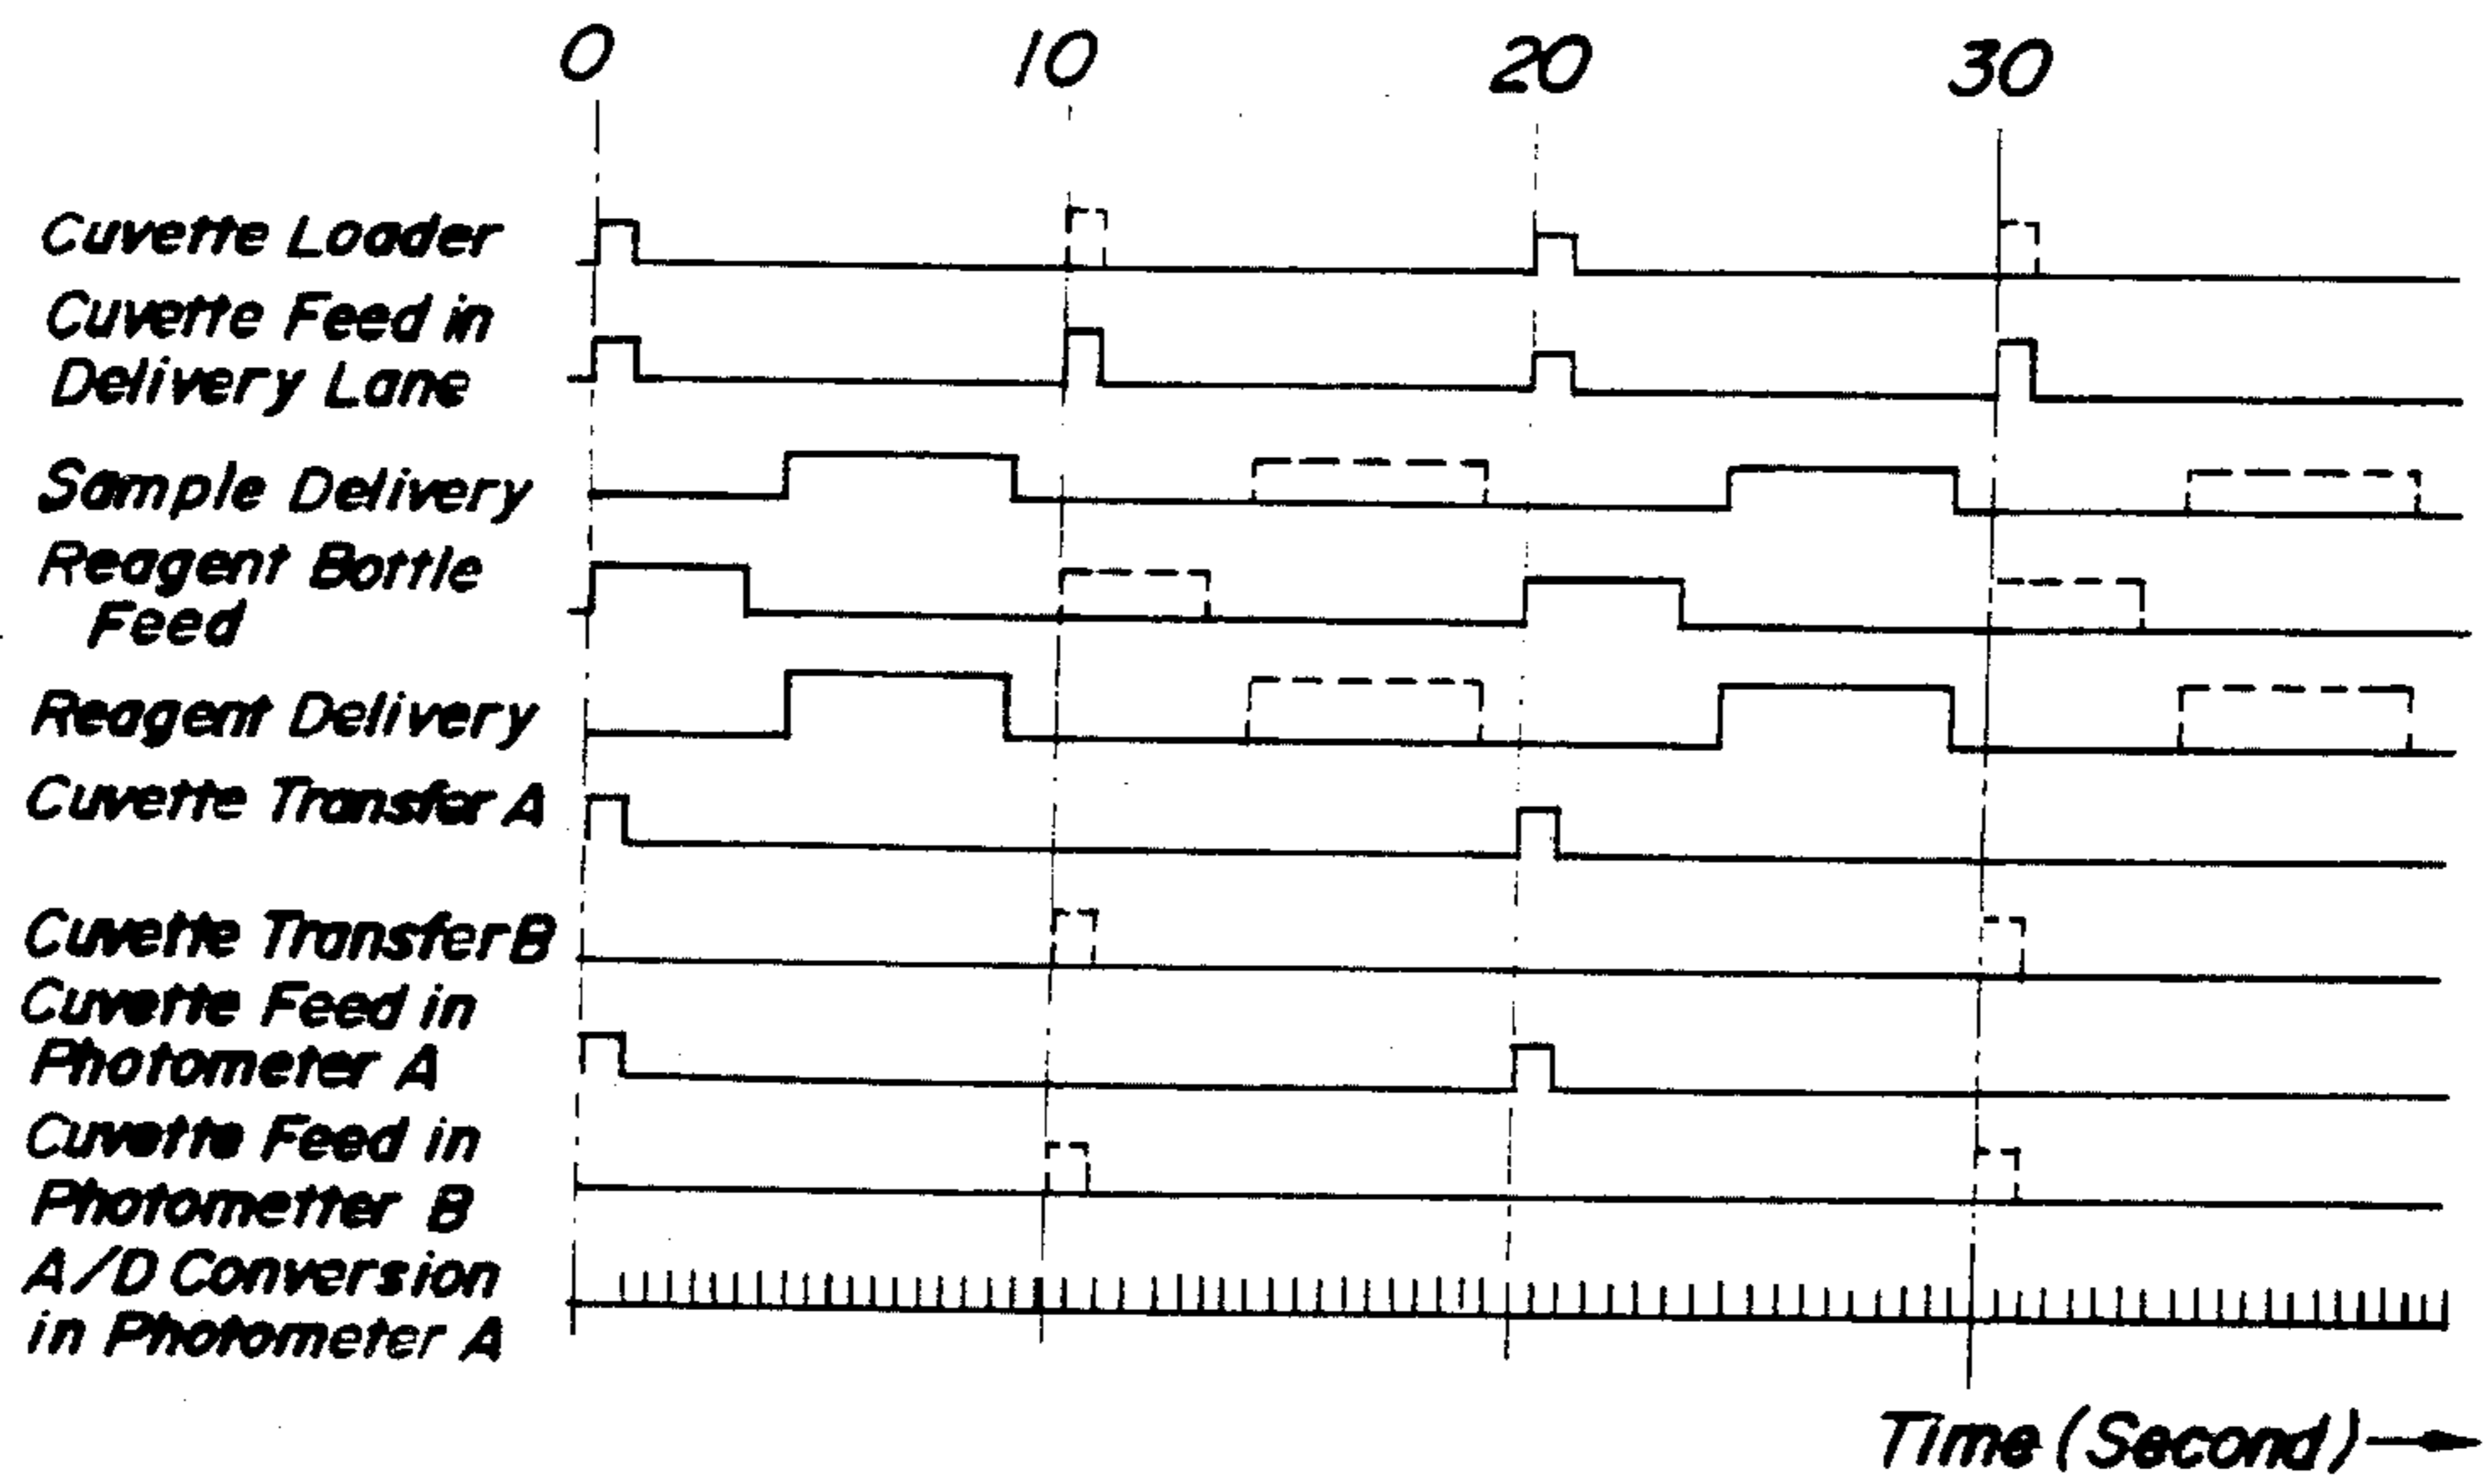 0 10 20 30
Cuvette Loader
Cuvette Feed in
Delivery Lane
Sample Delivery
Reagent Bottle
Feed
Reagent Delivery
Cuvette Transfer A
Cuvette Transfer B
Cuvette Feed in
Photometer A
Cuvette Feed in
Photometter B
A/D Conversion
in Photometer A
Time (Second)